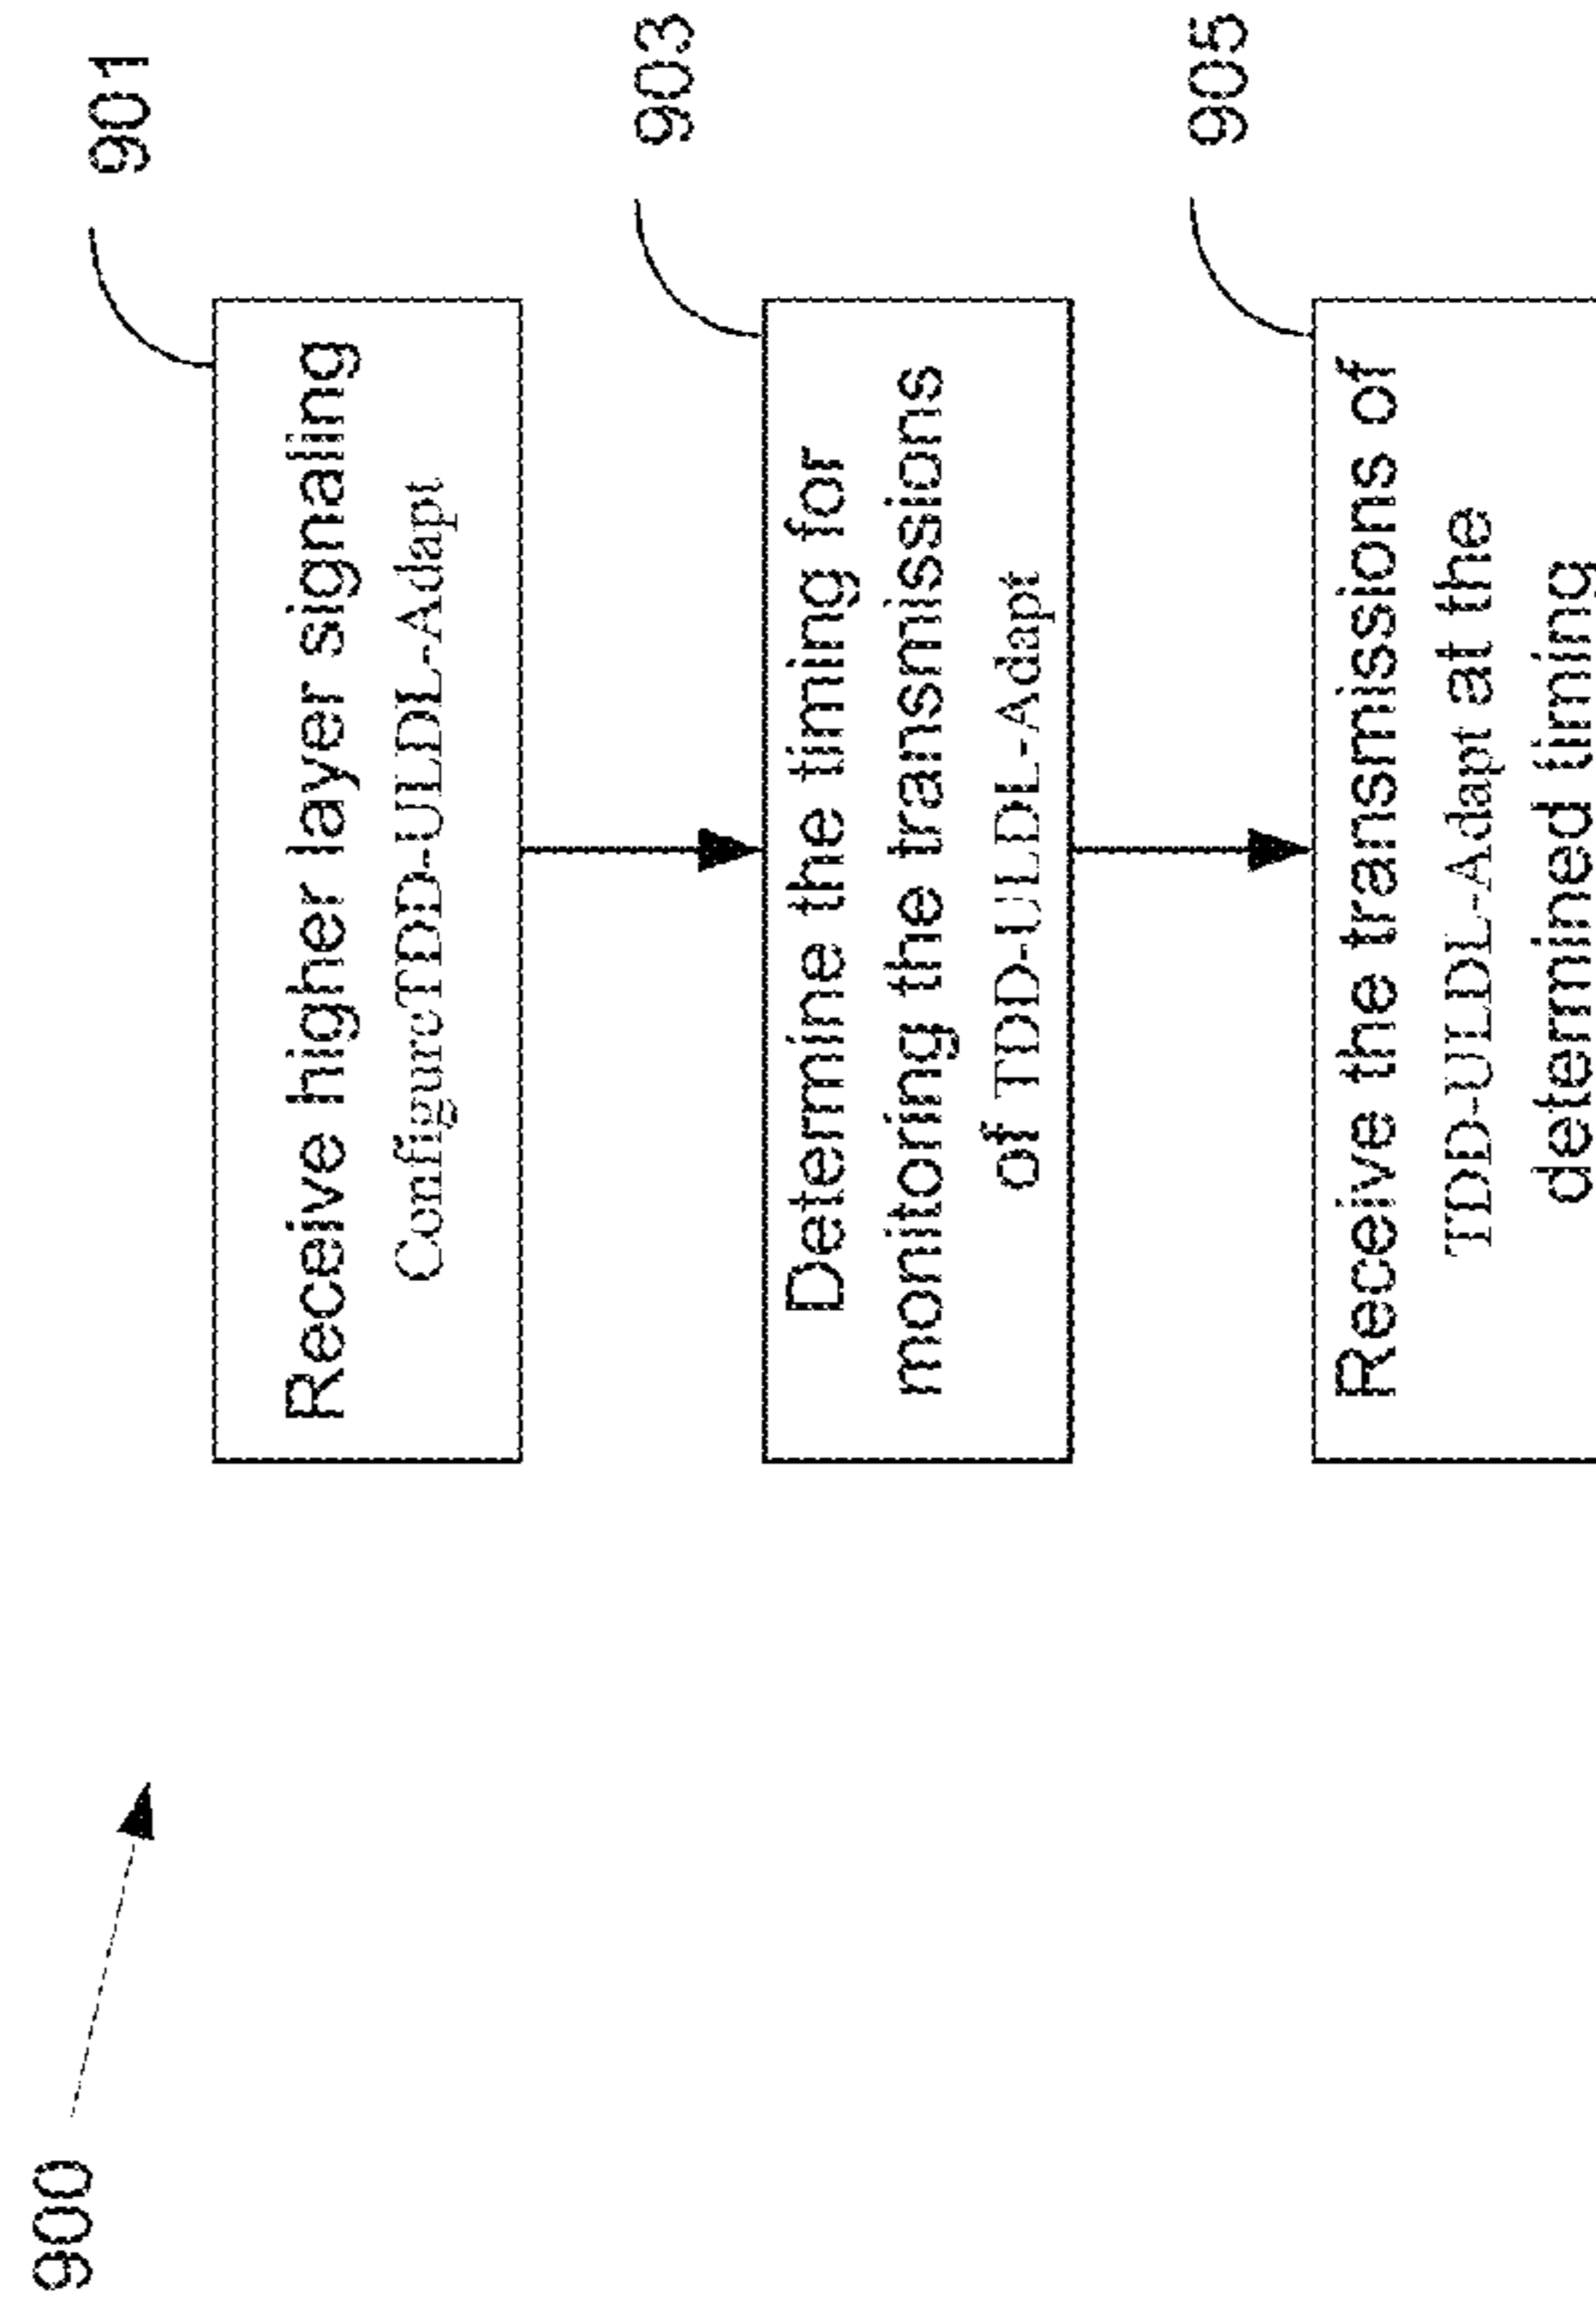 900
901
Receive higher layer signaling
ConfigureTDD-ULDL-Adapt
903
Determine the timing for
monitoring the transmissions
of TDD-ULDL-Adapt
905
Receive the transmissions of
TDD-ULDL-Adapt at the
determined timing